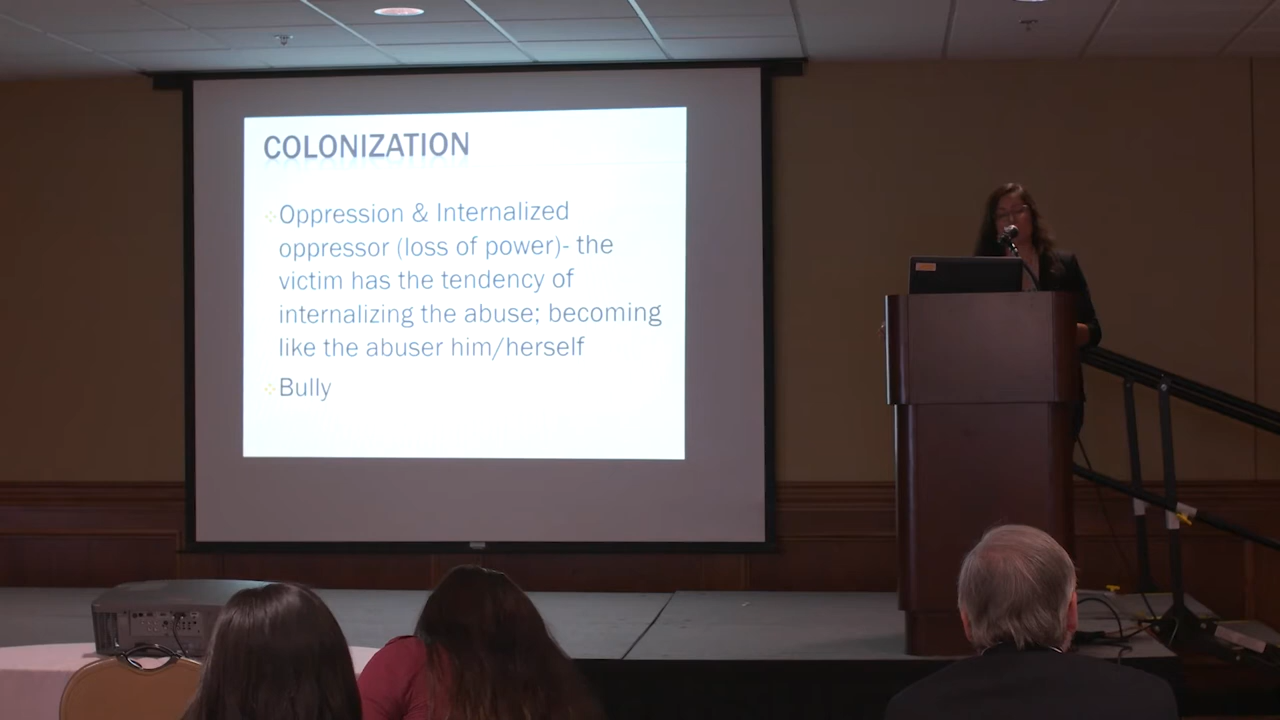 COLONIZATION
Oppression & Internalized
oppressor (loss of power)- the
victim has the tendency of
internalizing the abuse; becoming
like the abuser him/herself
Bully